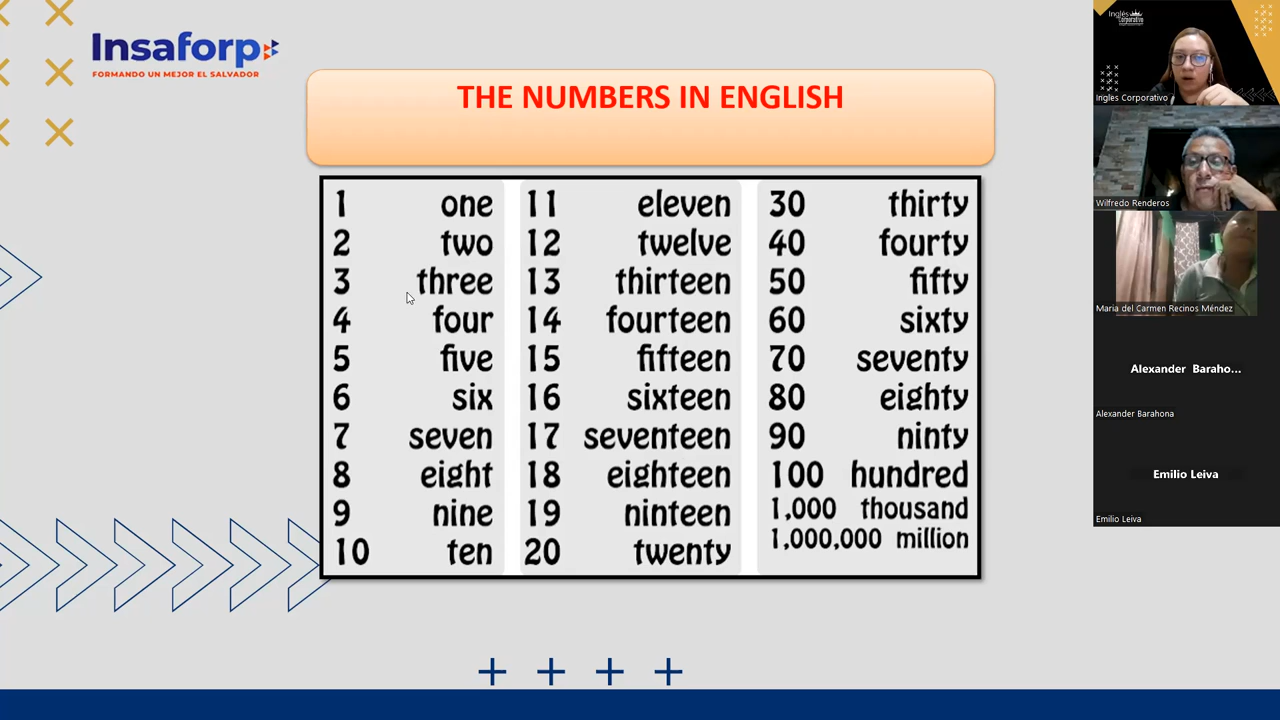 Insaforp
FORMANDO UN MEJOR EL SALVADOR
THE NUMBERS IN ENGLISH
1 one
2 two
3 three
4 four
5 five
6 six
7 seven
8 eight
9 nine
10 ten
11 eleven
12 twelve
13 thirteen
14 fourteen
15 fifteen
16 sixteen
17 seventeen
18 eighteen
19 ninteen
20 twenty
30 thirty
40 fourty
50 fifty
60 sixty
70 seventy
80 eighty
90 ninty
100 hundred
1,000 thousand
1,000,000 million
Inglés
Corporativo
Ingles Corporativo
Wilfredo Renderos
Maria del Carmen Recinos Méndez
Alexander Baraho...
Alexander Barahona
Emilio Leiva
Emilio Leiva